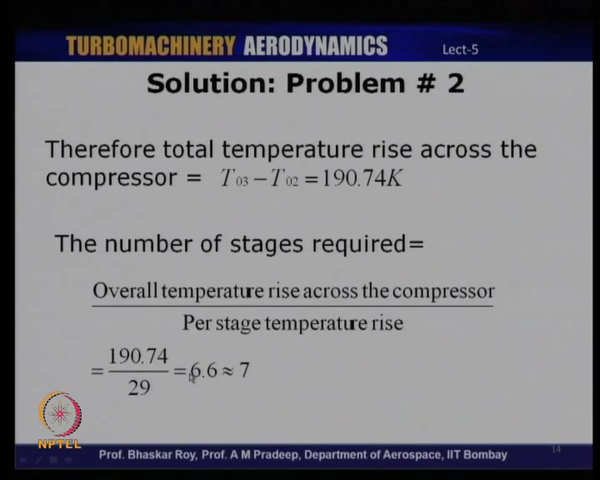 TURBOMACHINERY AERODYNAMICS Lect-5
Solution: Problem # 2
Therefore total temperature rise across the
compressor = T03 − T02 = 190.74K
The number of stages required=
Overall temperature rise across the compressor
Per stage temperature rise
= 190.74 / 29 = 6.6 ≈ 7
NPTEL
Prof. Bhaskar Roy, Prof. A M Pradeep, Department of Aerospace, IIT Bombay
14